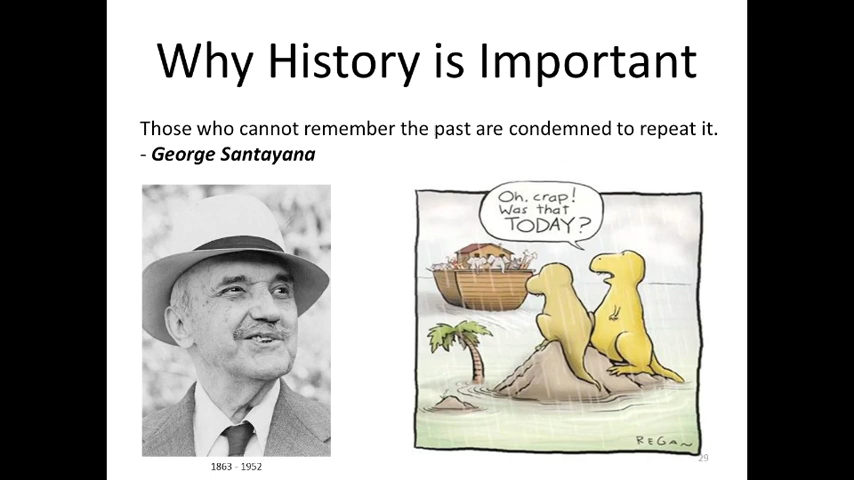 Why History is Important
Those who cannot remember the past are condemned to repeat it.
- George Santayana
Oh, crap!
Was that
TODAY?
REGAN
1863 - 1952
29